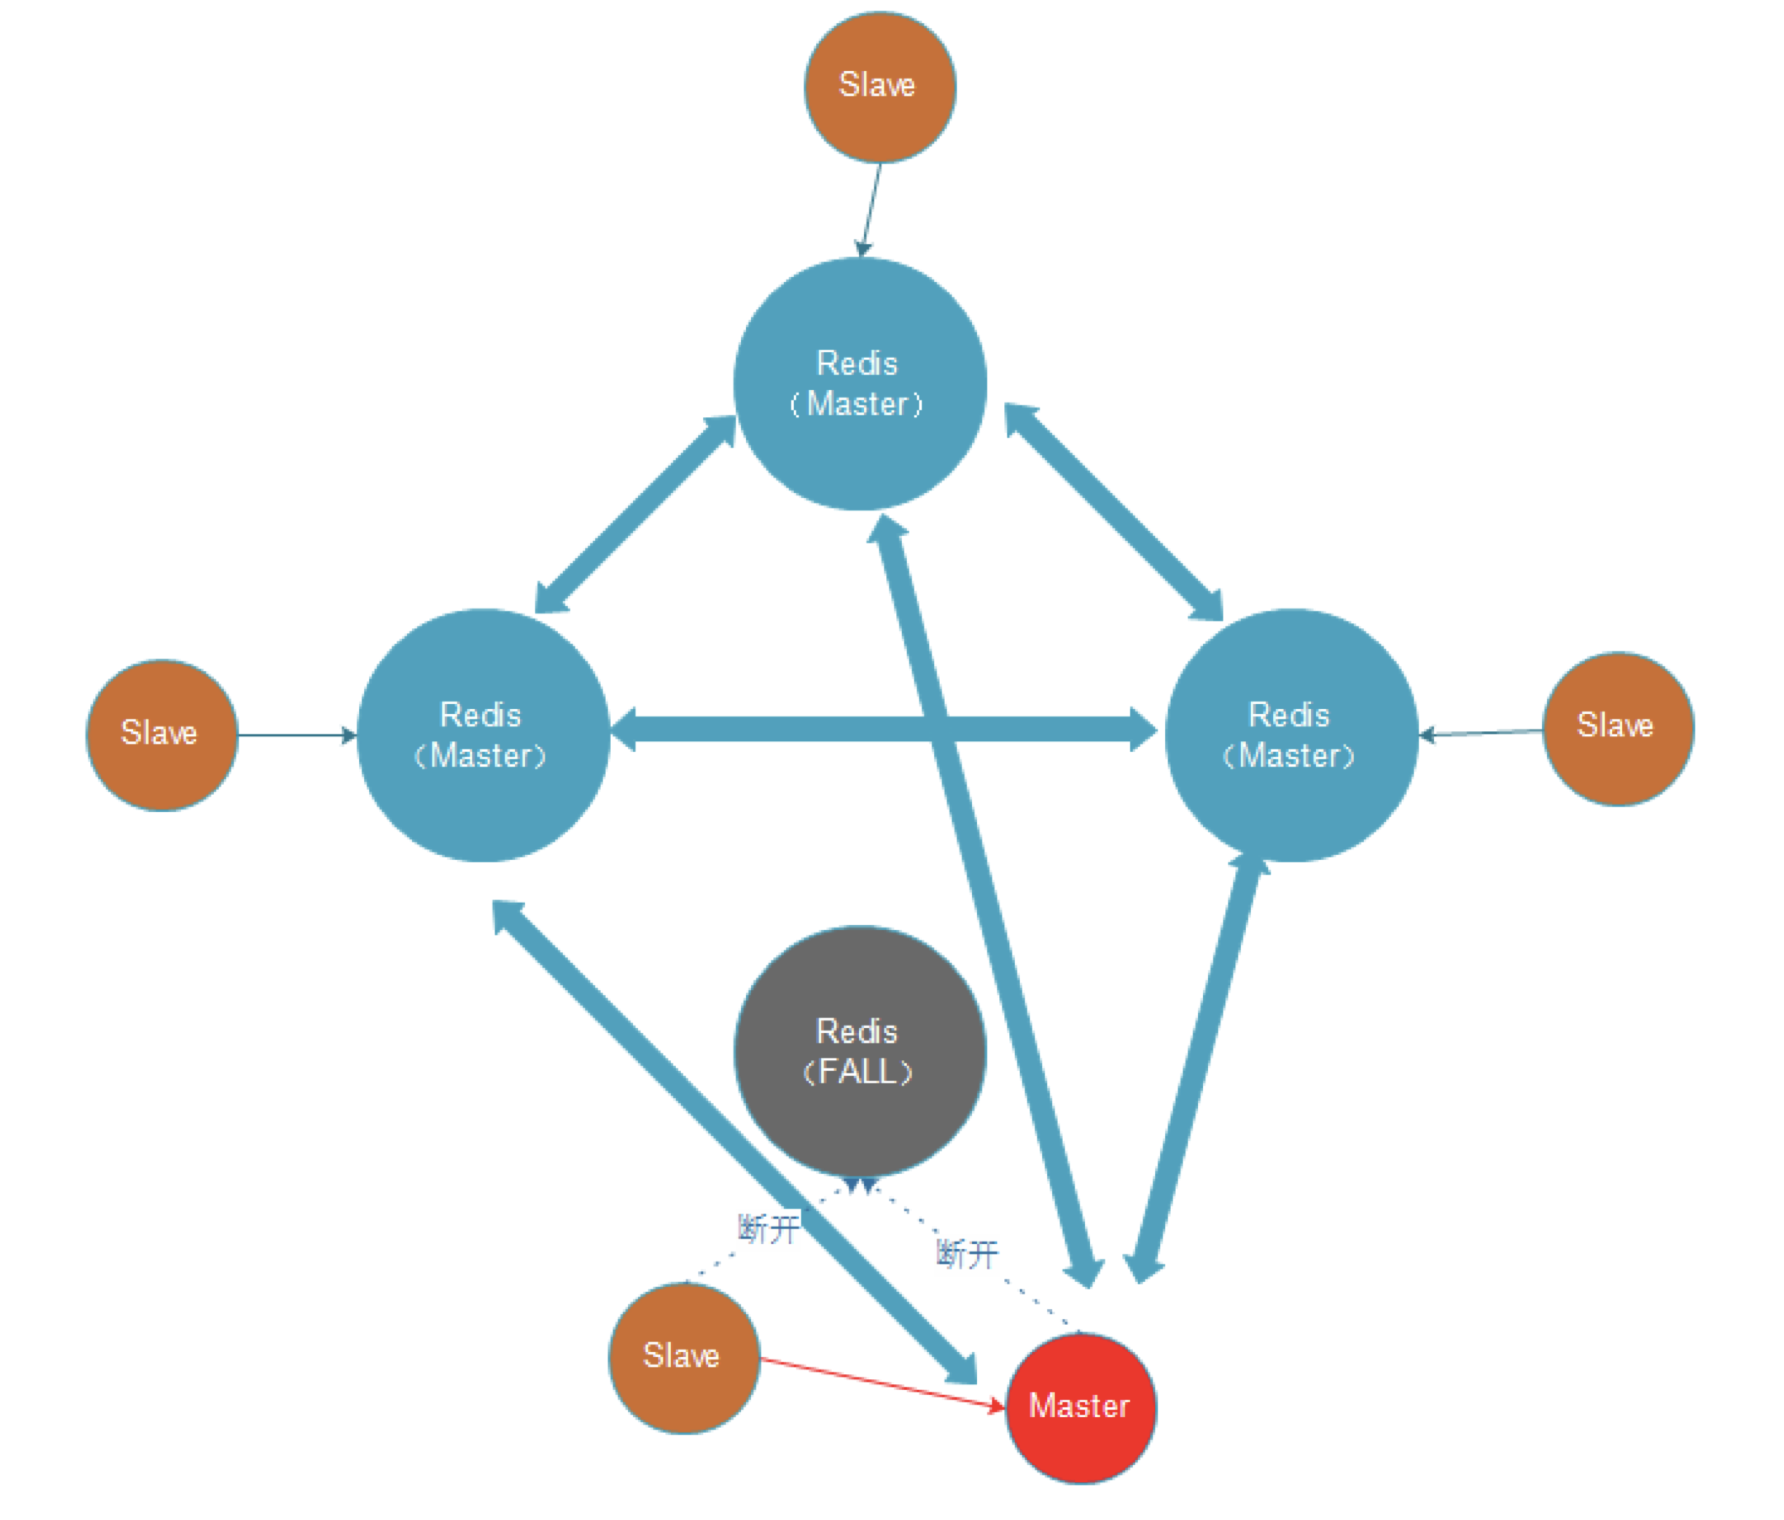 Slave
Redis
（Master）
Redis
（Master）
Redis
（Master）
Slave
Slave
Redis
（FALL）
断开
断开
Slave
Master